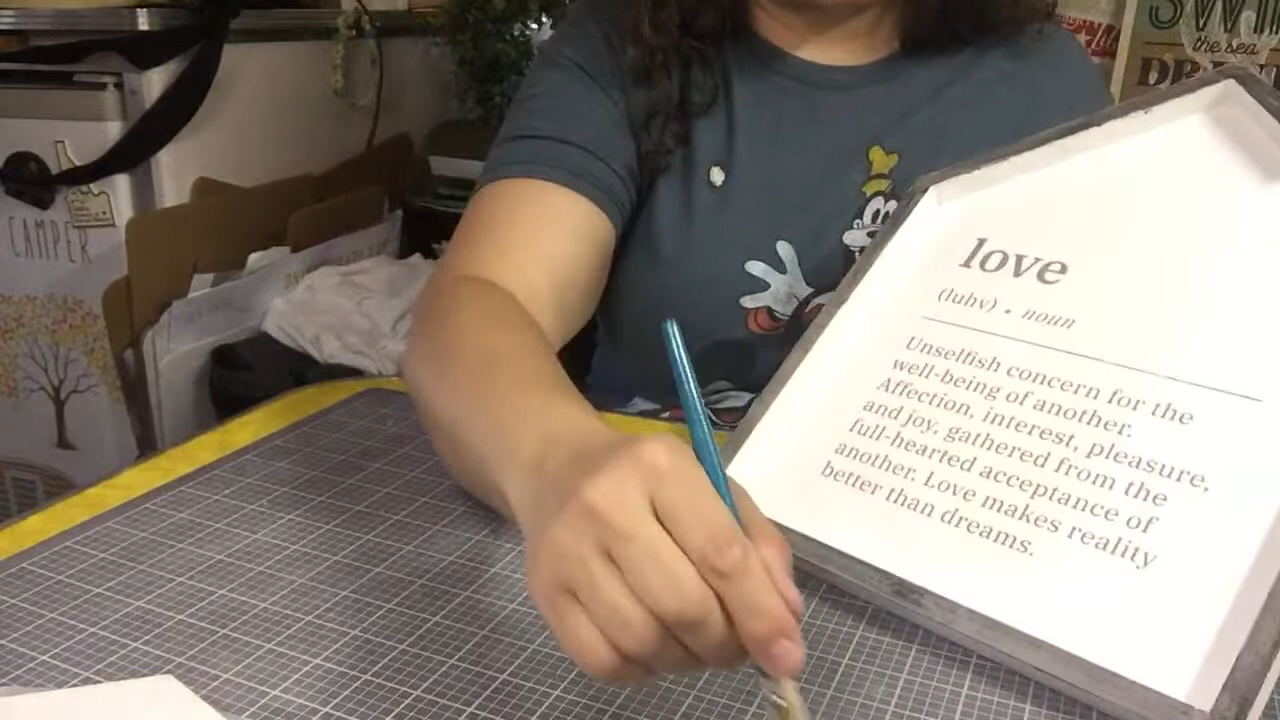 the sea
CAMPER
love
(luhv) • noun
Unselfish concern for the
well-being of another.
Affection, interest, pleasure,
and joy, gathered from the
full-hearted acceptance of
another. Love makes reality
better than dreams.